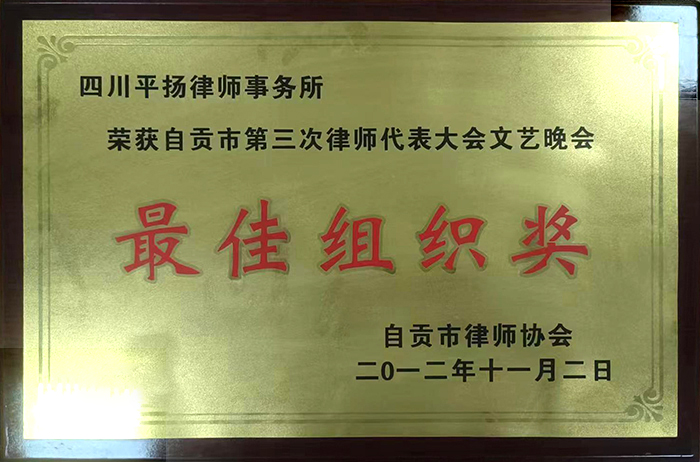 四川平扬律师事务所
荣获自贡市第三次律师代表大会文艺晚会
最佳组织奖
自贡市律师协会
二0一二年十一月二日